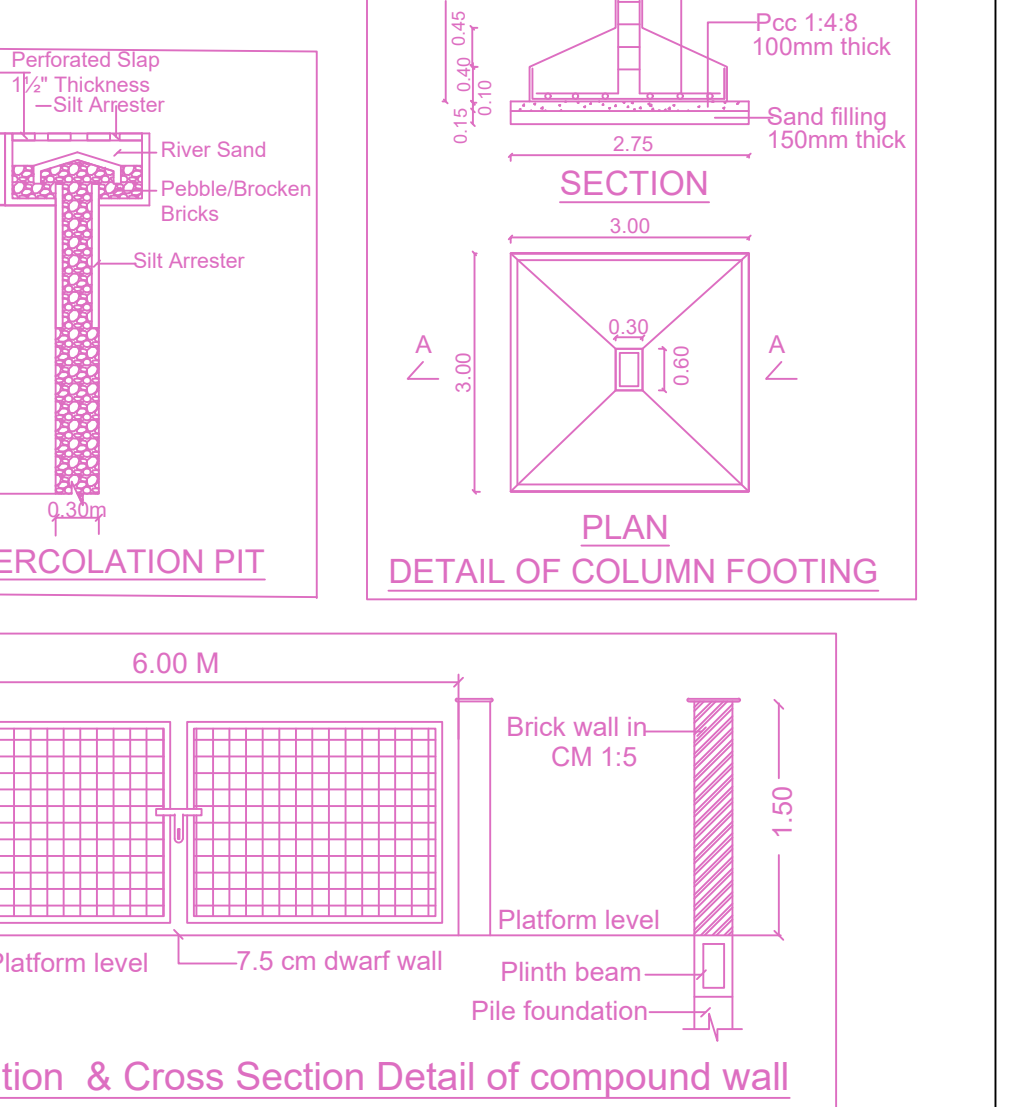 Perforated Slap
1½" Thickness
Silt Arrester
River Sand
Pebble/Brocken
Bricks
Silt Arrester
0.30m
ERCOLATION PIT
0.45
0.40
0.10
0.15
Pcc 1:4:8
100mm thick
Sand filling
150mm thick
2.75
SECTION
3.00
0.30
A
A
3.00
0.60
PLAN
DETAIL OF COLUMN FOOTING
6.00 M
Brick wall in
CM 1:5
1.50
Platform level
Platform level
7.5 cm dwarf wall
Plinth beam
Pile foundation
tion & Cross Section Detail of compound wall